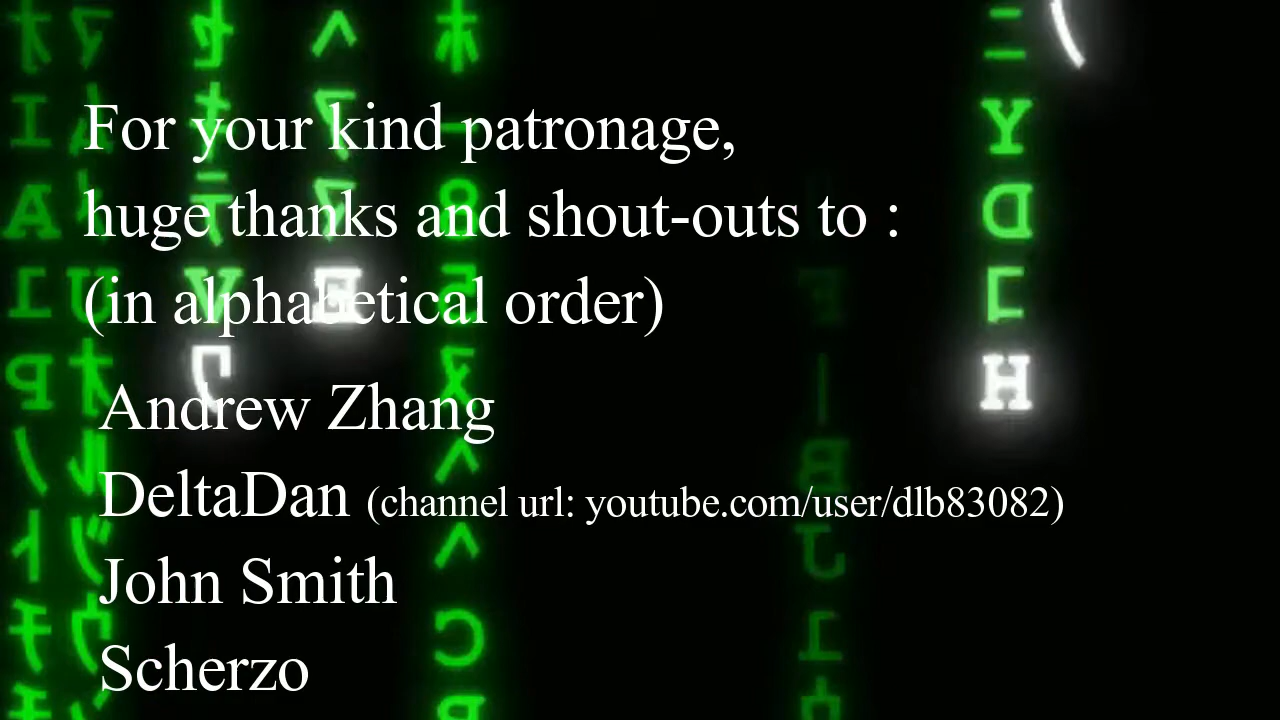 For your kind patronage,
huge thanks and shout-outs to :
(in alphabetical order)
Andrew Zhang
DeltaDan (channel url: youtube.com/user/dlb83082)
John Smith
Scherzo